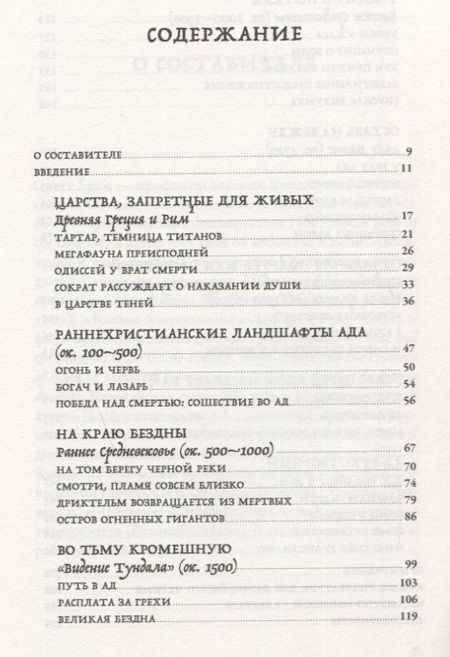 СОДЕРЖАНИЕ
О СОСТАВИТЕЛЕ 9
ВВЕДЕНИЕ 11
ЦАРСТВА, ЗАПРЕТНЫЕ ДЛЯ ЖИВЫХ
Древняя Греция и Рим 17
ТАРТАР, ТЕМНИЦА ТИТАНОВ 21
МЕГАФАУНА ПРЕИСПОДНЕЙ 26
ОДИССЕЙ У ВРАТ СМЕРТИ 29
СОКРАТ РАССУЖДАЕТ О НАКАЗАНИИ ДУШИ 33
В ЦАРСТВЕ ТЕНЕЙ 36
РАННЕХРИСТИАНСКИЕ ЛАНДШАФТЫ АДА
(ок. 100~500) 47
ОГОНЬ И ЧЕРВЬ 50
БОГАЧ И ЛАЗАРЬ 54
ПОБЕДА НАД СМЕРТЬЮ: СОШЕСТВИЕ ВО АД 56
НА КРАЮ БЕЗДНЫ
Раннее Средневековье (ок. 500~1000) 67
НА ТОМ БЕРЕГУ ЧЕРНОЙ РЕКИ 70
СМОТРИ, ПЛАМЯ СОВСЕМ БЛИЗКО 74
ДРИКТЕЛЬМ ВОЗВРАЩАЕТСЯ ИЗ МЕРТВЫХ 79
ОСТРОВ ОГНЕННЫХ ГИГАНТОВ 86
ВО ТЬМУ КРОМЕШНУЮ
«Видение Тундала» (ок. 1500) 99
ПУТЬ В АД 103
РАСПЛАТА ЗА ГРЕХИ 106
ВЕЛИКАЯ БЕЗДНА 119